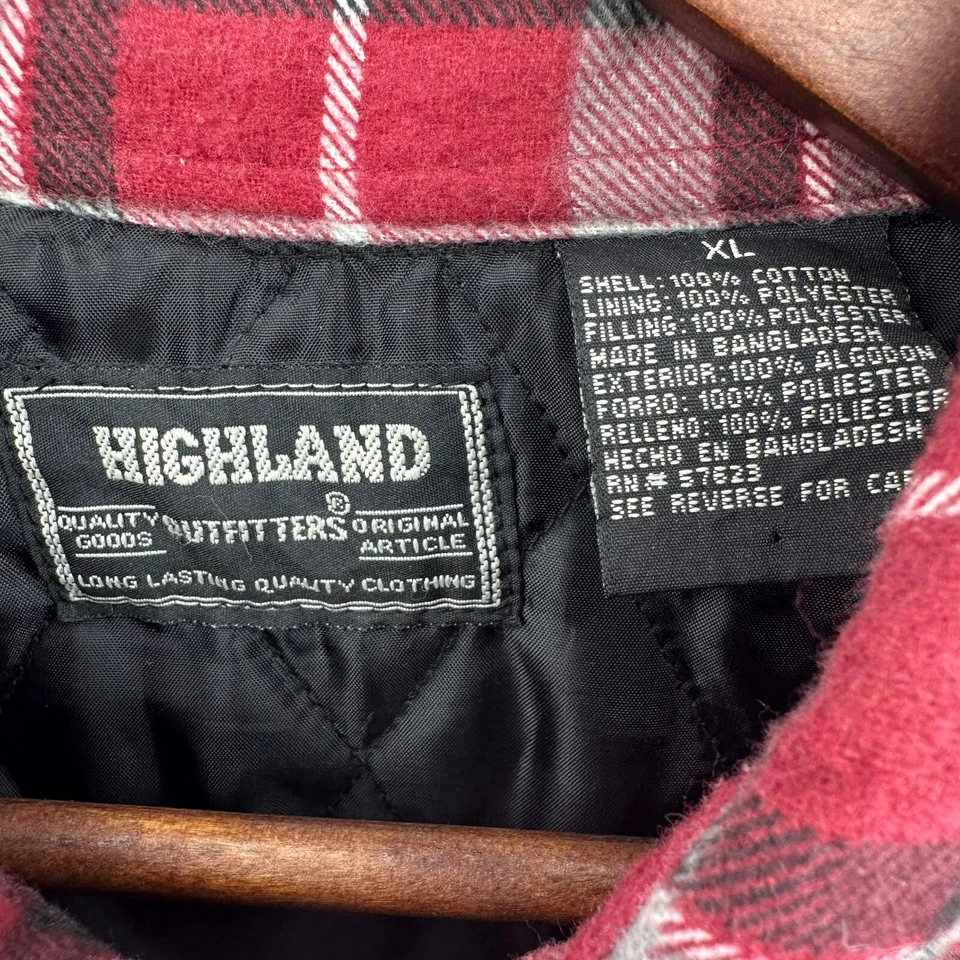 HIGHLAND
OUTFITTERS®
QUALITY
GOODS
ORIGINAL
ARTICLE
LONG LASTING QUALITY CLOTHING
XL
SHELL: 100% COTTON
LINING: 100% POLYESTER
FILLING: 100% POLYESTER
MADE IN BANGLADESH
EXTERIOR: 100% ALGODON
FORRO: 100% POLIESTER
RELLENO: 100% POLIESTER
HECHO EN BANGLADESH
RN# 57623
SEE REVERSE FOR